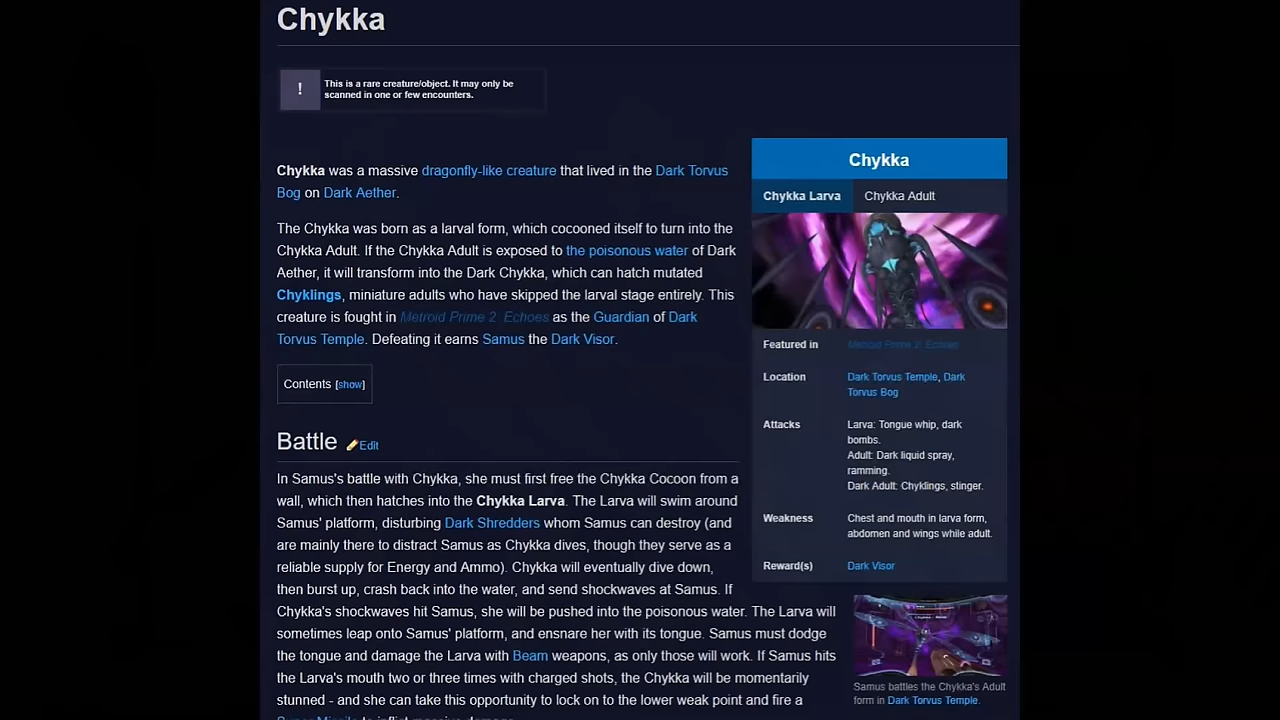 Chykka
!
This is a rare creature/object. It may only be
scanned in one or few encounters.
Chykka was a massive dragonfly-like creature that lived in the Dark Torvus
Bog on Dark Aether.
The Chykka was born as a larval form, which cocooned itself to turn into the
Chykka Adult. If the Chykka Adult is exposed to the poisonous water of Dark
Aether, it will transform into the Dark Chykka, which can hatch mutated
Chyklings, miniature adults who have skipped the larval stage entirely. This
creature is fought in Metroid Prime 2: Echoes as the Guardian of Dark
Torvus Temple. Defeating it earns Samus the Dark Visor.
Contents [show]
Battle Edit
In Samus's battle with Chykka, she must first free the Chykka Cocoon from a
wall, which then hatches into the Chykka Larva. The Larva will swim around
Samus' platform, disturbing Dark Shredders whom Samus can destroy (and
are mainly there to distract Samus as Chykka dives, though they serve as a
reliable supply for Energy and Ammo). Chykka will eventually dive down,
then burst up, crash back into the water, and send shockwaves at Samus. If
Chykka's shockwaves hit Samus, she will be pushed into the poisonous water. The Larva will
sometimes leap onto Samus' platform, and ensnare her with its tongue. Samus must dodge
the tongue and damage the Larva with Beam weapons, as only those will work. If Samus hits
the Larva's mouth two or three times with charged shots, the Chykka will be momentarily
stunned - and she can take this opportunity to lock on to the lower weak point and fire a
Super Missile to inflict massive damage.
Chykka
Chykka Larva Chykka Adult
Featured in Metroid Prime 2: Echoes
Location Dark Torvus Temple, Dark
Torvus Bog
Attacks Larva: Tongue whip, dark
bombs.
Adult: Dark liquid spray,
ramming.
Dark Adult: Chyklings, stinger.
Weakness Chest and mouth in larva form,
abdomen and wings while adult.
Reward(s) Dark Visor
Samus battles the Chykka's Adult
form in Dark Torvus Temple.